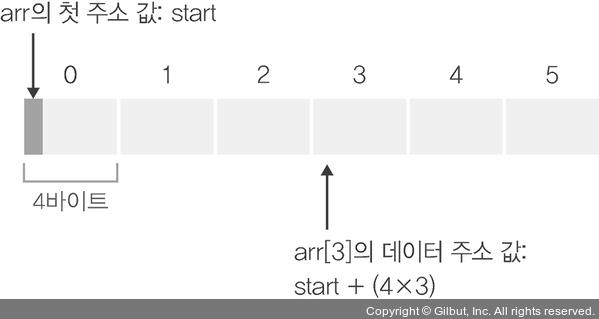 arr의 첫 주소 값: start
0 1 2 3 4 5
4바이트
arr[3]의 데이터 주소 값:
start + (4×3)
Copyright © Gilbut, Inc. All rights reserved.